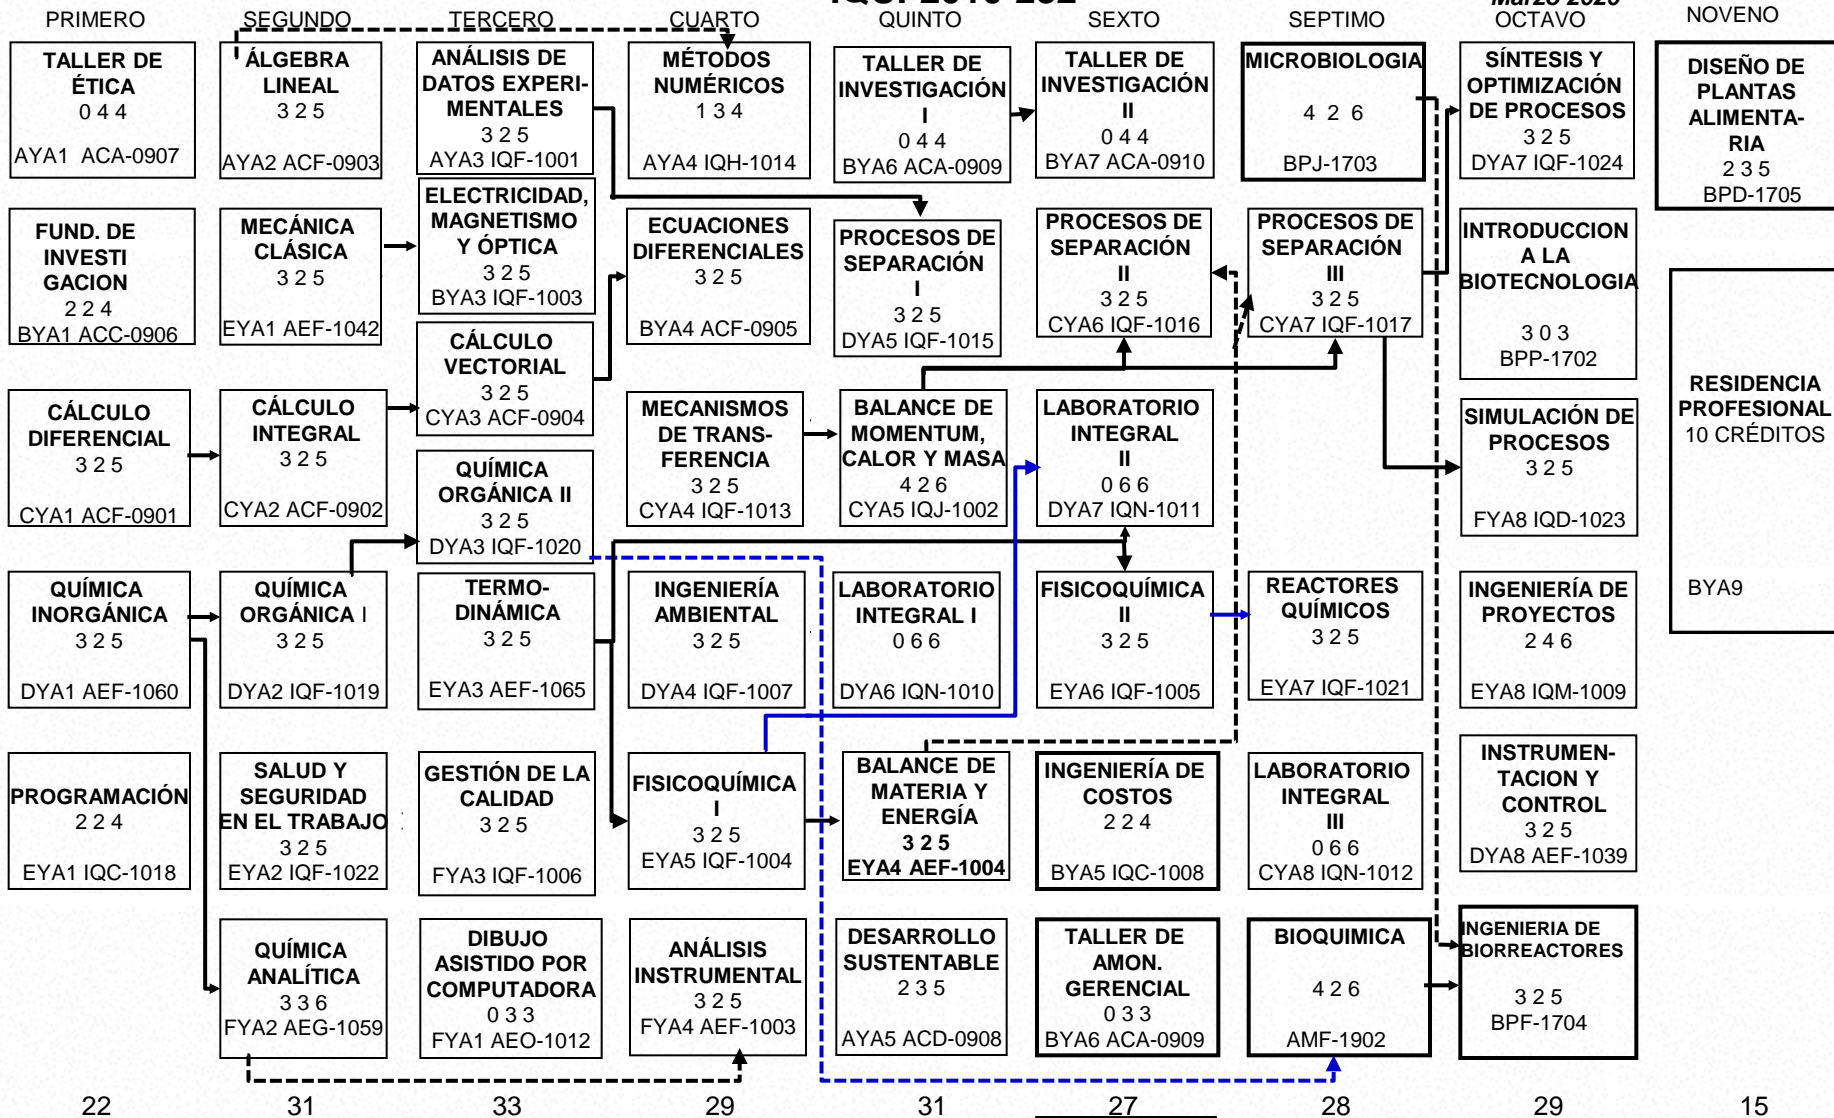 IQUI-2010-232
Marzo 2020
PRIMERO
SEGUNDO
TERCERO
CUARTO
QUINTO
SEXTO
SEPTIMO
OCTAVO
NOVENO
TALLER DE
ÉTICA
0 4 4
AYA1 ACA-0907
FUND. DE
INVESTI
GACION
2 2 4
BYA1 ACC-0906
CÁLCULO
DIFERENCIAL
3 2 5
CYA1 ACF-0901
QUÍMICA
INORGÁNICA
3 2 5
DYA1 AEF-1060
PROGRAMACIÓN
2 2 4
EYA1 IQC-1018
22
ÁLGEBRA
LINEAL
3 2 5
AYA2 ACF-0903
MECÁNICA
CLÁSICA
3 2 5
EYA1 AEF-1042
CÁLCULO
INTEGRAL
3 2 5
CYA2 ACF-0902
QUÍMICA
ORGÁNICA I
3 2 5
DYA2 IQF-1019
SALUD Y
SEGURIDAD
EN EL TRABAJO
3 2 5
EYA2 IQF-1022
QUÍMICA
ANALÍTICA
3 3 6
FYA2 AEG-1059
31
ANÁLISIS DE
DATOS EXPERI-
MENTALES
3 2 5
AYA3 IQF-1001
ELECTRICIDAD,
MAGNETISMO
Y ÓPTICA
3 2 5
BYA3 IQF-1003
CÁLCULO
VECTORIAL
3 2 5
CYA3 ACF-0904
QUÍMICA
ORGÁNICA II
3 2 5
DYA3 IQF-1020
TERMO-
DINÁMICA
3 2 5
EYA3 AEF-1065
GESTIÓN DE LA
CALIDAD
3 2 5
FYA3 IQF-1006
DIBUJO
ASISTIDO POR
COMPUTADORA
0 3 3
FYA1 AEO-1012
33
MÉTODOS
NUMÉRICOS
1 3 4
AYA4 IQH-1014
ECUACIONES
DIFERENCIALES
3 2 5
BYA4 ACF-0905
MECANISMOS
DE TRANS-
FERENCIA
3 2 5
CYA4 IQF-1013
INGENIERÍA
AMBIENTAL
3 2 5
DYA4 IQF-1007
FISICOQUÍMICA
I
3 2 5
EYA5 IQF-1004
ANÁLISIS
INSTRUMENTAL
3 2 5
FYA4 AEF-1003
29
TALLER DE
INVESTIGACIÓN
I
0 4 4
BYA6 ACA-0909
PROCESOS DE
SEPARACIÓN
I
3 2 5
DYA5 IQF-1015
BALANCE DE
MOMENTUM,
CALOR Y MASA
4 2 6
CYA5 IQJ-1002
LABORATORIO
INTEGRAL I
0 6 6
DYA6 IQN-1010
BALANCE DE
MATERIA Y
ENERGÍA
3 2 5
EYA4 AEF-1004
DESARROLLO
SUSTENTABLE
2 3 5
AYA5 ACD-0908
31
TALLER DE
INVESTIGACIÓN
II
0 4 4
BYA7 ACA-0910
PROCESOS DE
SEPARACIÓN
II
3 2 5
CYA6 IQF-1016
LABORATORIO
INTEGRAL
II
0 6 6
DYA7 IQN-1011
FISICOQUÍMICA
II
3 2 5
EYA6 IQF-1005
INGENIERÍA DE
COSTOS
2 2 4
BYA5 IQC-1008
TALLER DE
AMON.
GERENCIAL
0 3 3
BYA6 ACA-0909
27
MICROBIOLOGIA
4 2 6
BPJ-1703
PROCESOS DE
SEPARACIÓN
III
3 2 5
CYA7 IQF-1017
REACTORES
QUÍMICOS
3 2 5
EYA7 IQF-1021
LABORATORIO
INTEGRAL
III
0 6 6
CYA8 IQN-1012
BIOQUIMICA
4 2 6
AMF-1902
28
SÍNTESIS Y
OPTIMIZACIÓN
DE PROCESOS
3 2 5
DYA7 IQF-1024
INTRODUCCION
A LA
BIOTECNOLOGIA
3 0 3
BPP-1702
SIMULACIÓN DE
PROCESOS
3 2 5
FYA8 IQD-1023
INGENIERÍA DE
PROYECTOS
2 4 6
EYA8 IQM-1009
INSTRUMEN-
TACION Y
CONTROL
3 2 5
DYA8 AEF-1039
INGENIERIA DE
BIORREACTORES
3 2 5
BPF-1704
29
DISEÑO DE
PLANTAS
ALIMENTA-
RIA
2 3 5
BPD-1705
RESIDENCIA
PROFESIONAL
10 CRÉDITOS
BYA9
15